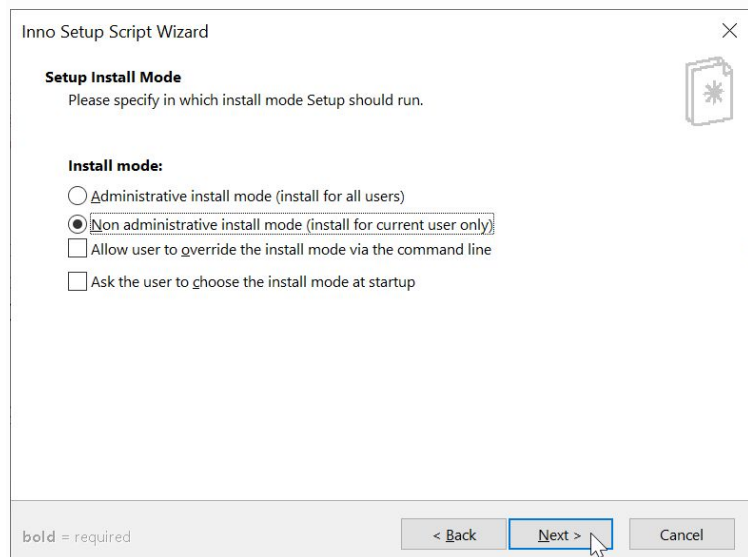 Inno Setup Script Wizard
Setup Install Mode
Please specify in which install mode Setup should run.
Install mode:
Administrative install mode (install for all users)
Non administrative install mode (install for current user only)
Allow user to override the install mode via the command line
Ask the user to choose the install mode at startup
bold = required
< Back
Next >
Cancel